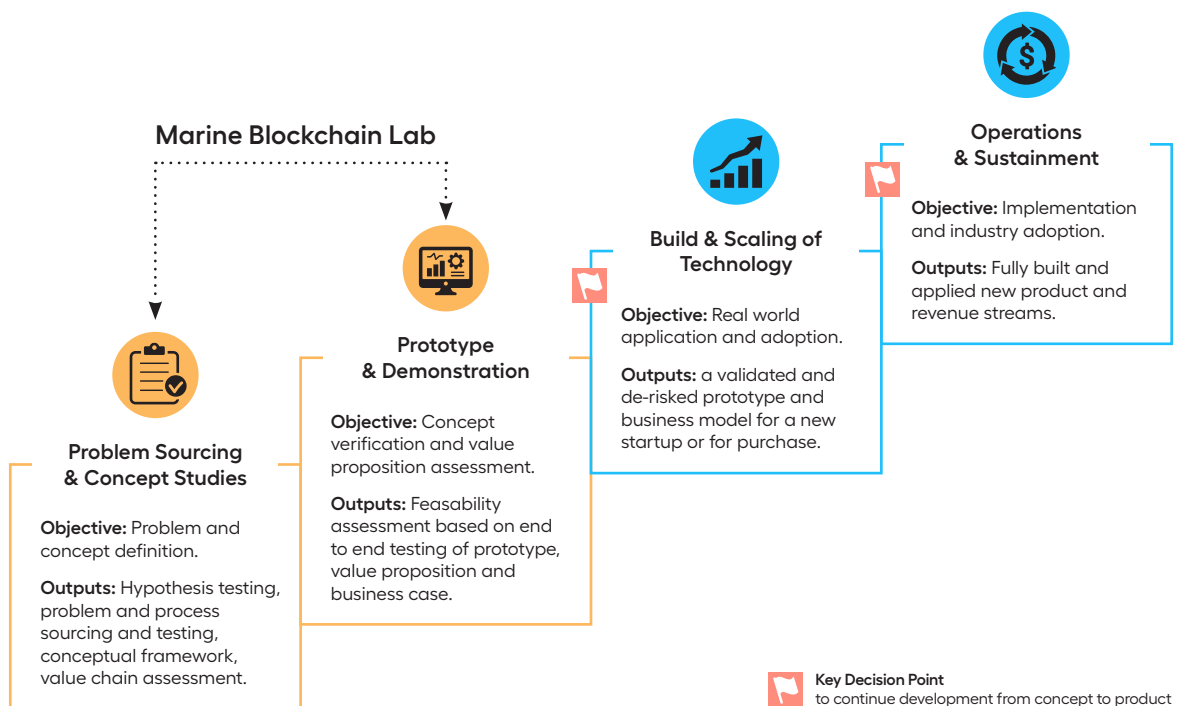 Marine Blockchain Lab
Problem Sourcing
& Concept Studies
Objective: Problem and
concept definition.
Outputs: Hypothesis testing,
problem and process
sourcing and testing,
conceptual framework,
value chain assessment.
Prototype
& Demonstration
Objective: Concept
verification and value
proposition assessment.
Outputs: Feasability
assessment based on end
to end testing of prototype,
value proposition and
business case.
Build & Scaling of
Technology
Objective: Real world
application and adoption.
Outputs: a validated and
de-risked prototype and
business model for a new
startup or for purchase.
$
Operations
& Sustainment
Objective: Implementation
and industry adoption.
Outputs: Fully built and
applied new product and
revenue streams.
Key Decision Point
to continue development from concept to product